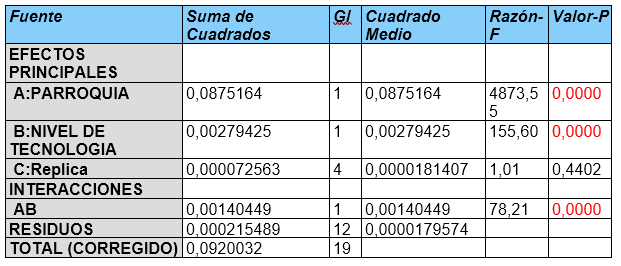 Fuente Suma de Cuadrados Gl Cuadrado Medio Razón-F Valor-P
EFECTOS PRINCIPALES
A:PARROQUIA 0,0875164 1 0,0875164 4873,55 0,0000
B:NIVEL DE TECNOLOGIA 0,00279425 1 0,00279425 155,60 0,0000
C:Replica 0,000072563 4 0,0000181407 1,01 0,4402
INTERACCIONES
AB 0,00140449 1 0,00140449 78,21 0,0000
RESIDUOS 0,000215489 12 0,0000179574
TOTAL (CORREGIDO) 0,0920032 19